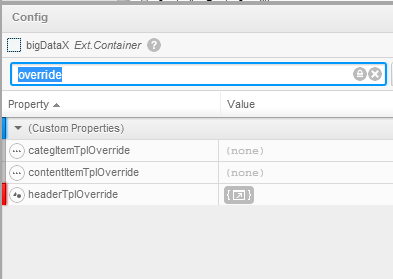 Config
bigDataX Ext.Container ?
override
Property Value
(Custom Properties)
categItemTplOverride (none)
contentItemTplOverride (none)
headerTplOverride { }